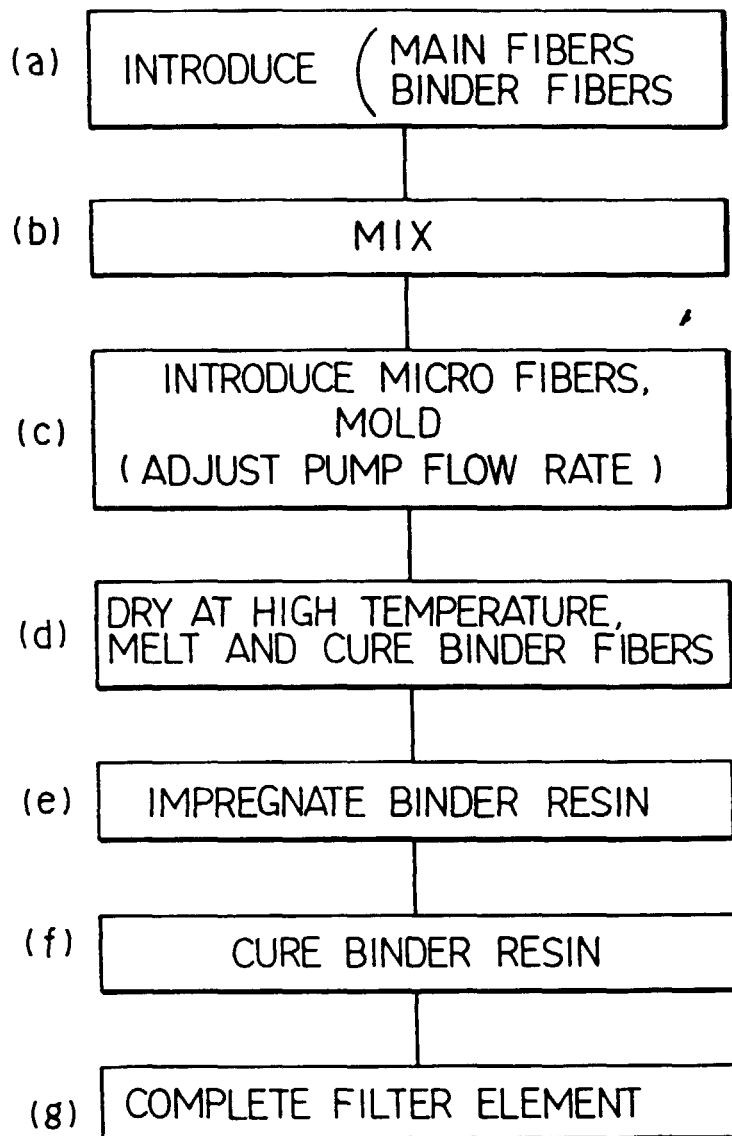 (a) INTRODUCE ( MAIN FIBERS
BINDER FIBERS
(b) MIX
(c) INTRODUCE MICRO FIBERS,
MOLD
( ADJUST PUMP FLOW RATE )
(d) DRY AT HIGH TEMPERATURE,
MELT AND CURE BINDER FIBERS
(e) IMPREGNATE BINDER RESIN
(f) CURE BINDER RESIN
(g) COMPLETE FILTER ELEMENT